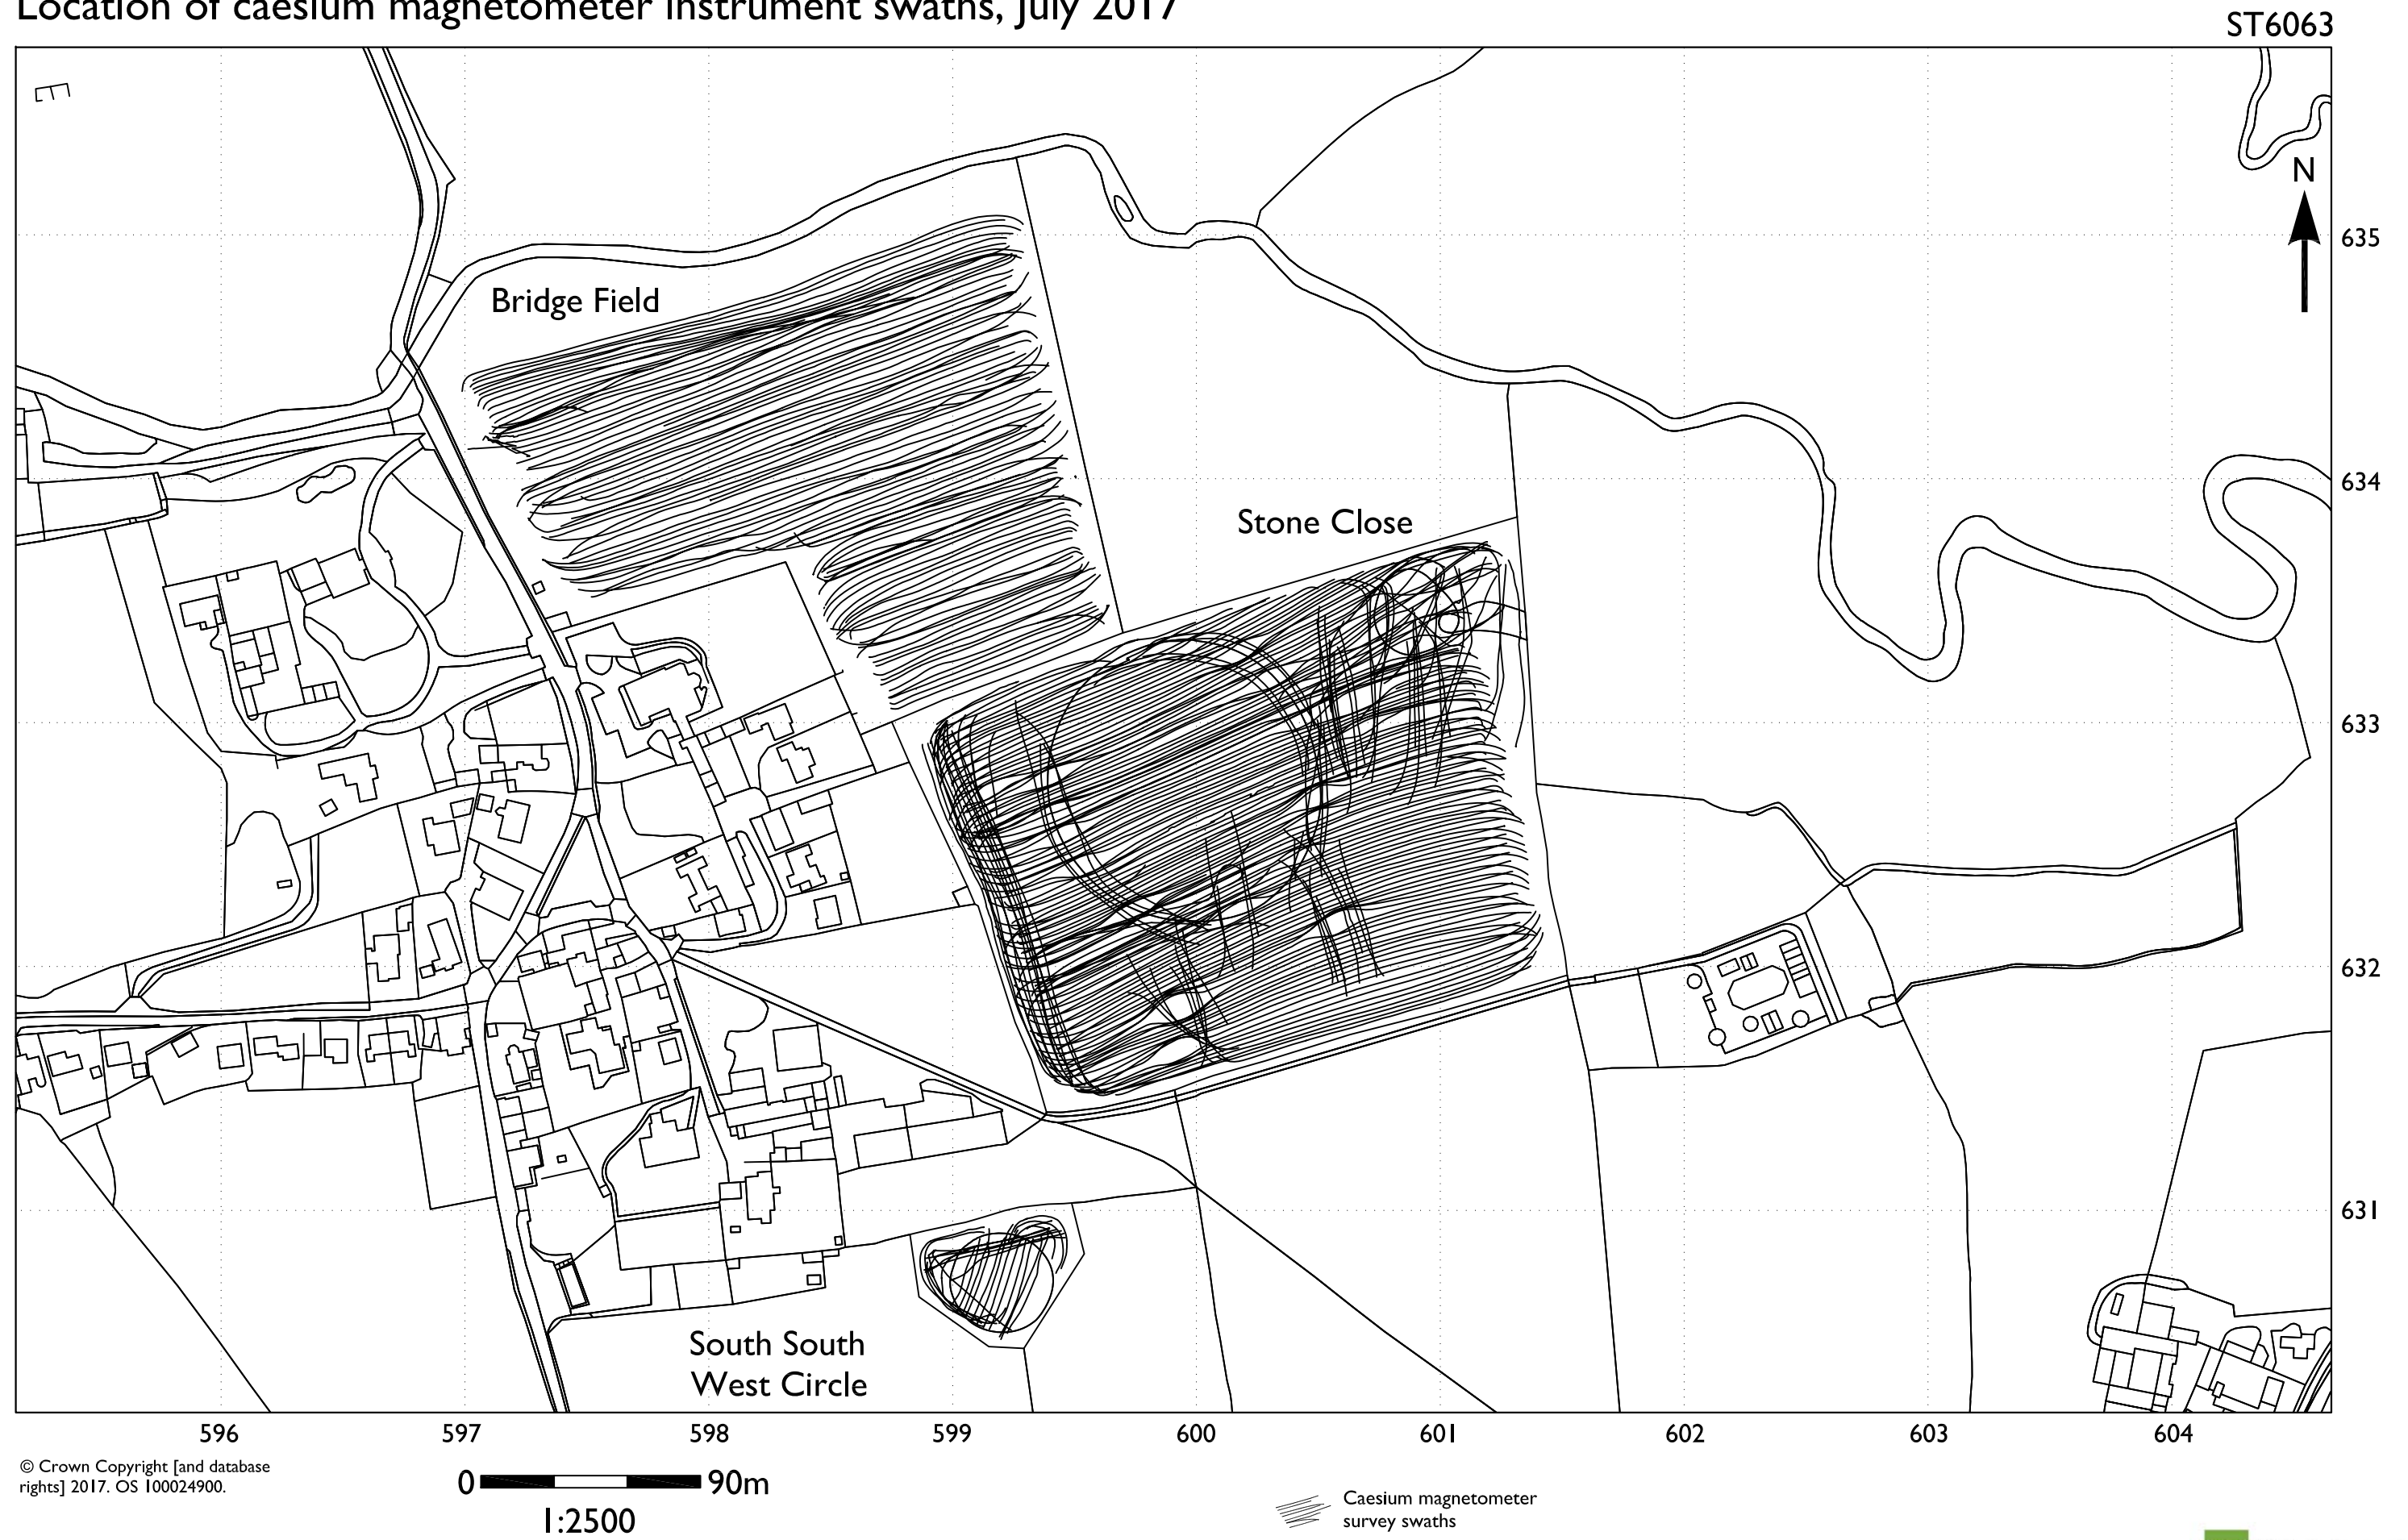 Location of caesium magnetometer instrument swaths, July 2017
ST6063
N
635
Bridge Field
634
Stone Close
633
632
631
South South
West Circle
596
597
598
599
600
601
602
603
604
© Crown Copyright [and database
rights] 2017. OS 100024900.
0
90m
1:2500
Caesium magnetometer
survey swaths